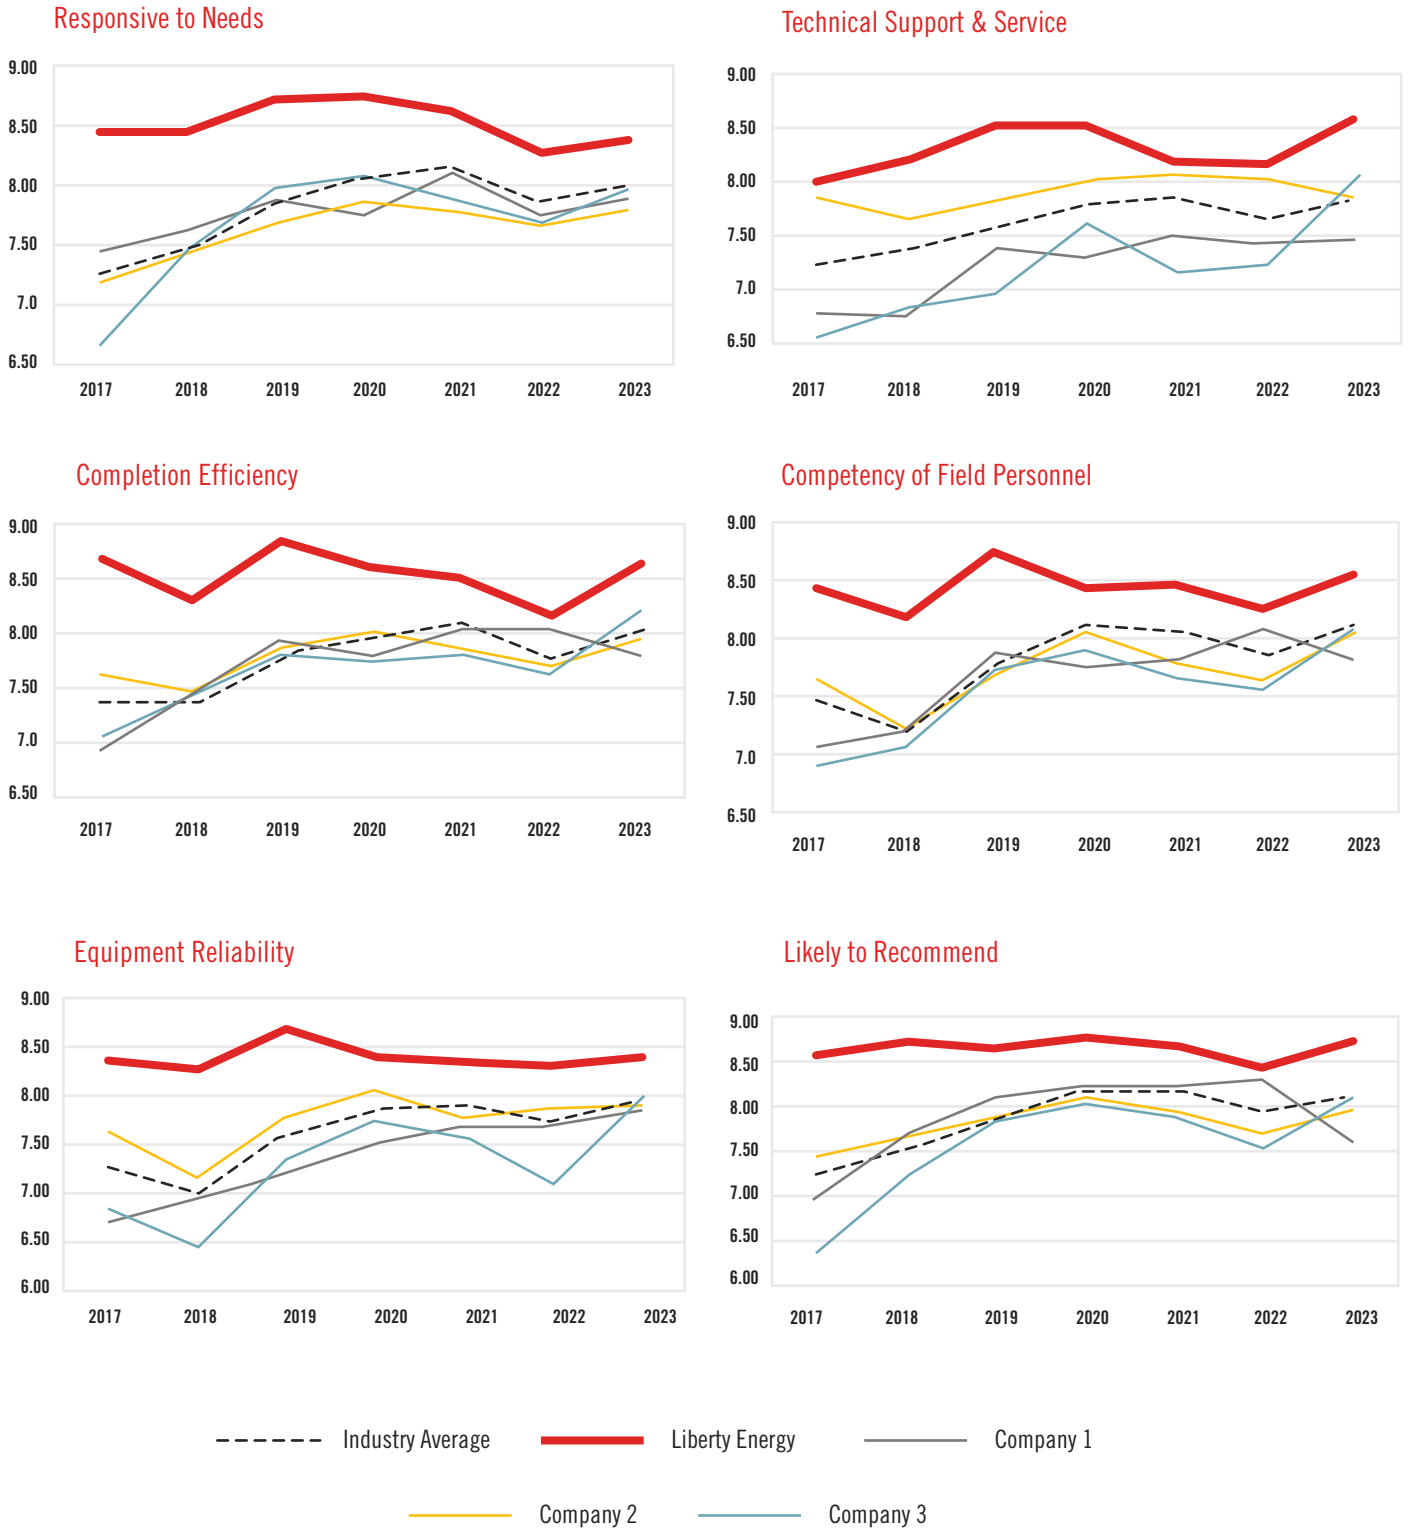 Responsive to Needs
9.00
8.50
8.00
7.50
7.0
6.50
2017 2018 2019 2020 2021 2022 2023
Technical Support & Service
9.00
8.50
8.00
7.50
7.0
6.50
2017 2018 2019 2020 2021 2022 2023
Completion Efficiency
9.00
8.50
8.00
7.50
7.0
6.50
2017 2018 2019 2020 2021 2022 2023
Competency of Field Personnel
9.00
8.50
8.00
7.50
7.0
6.50
2017 2018 2019 2020 2021 2022 2023
Equipment Reliability
9.00
8.50
8.00
7.50
7.00
6.50
6.00
2017 2018 2019 2020 2021 2022 2023
Likely to Recommend
9.00
8.50
8.00
7.50
7.00
6.50
6.00
2017 2018 2019 2020 2021 2022 2023
Industry Average Liberty Energy Company 1
Company 2 Company 3